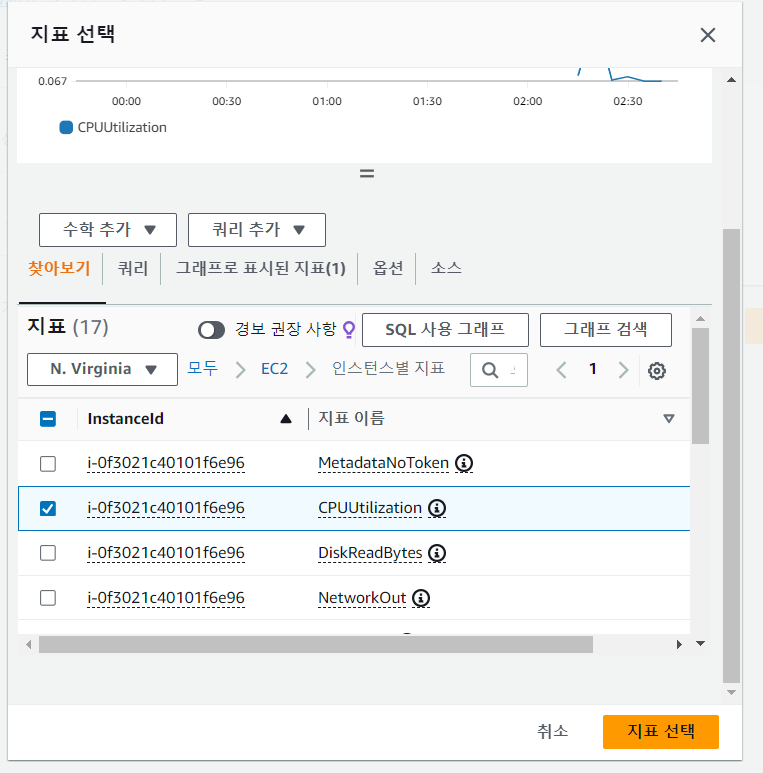 지표 선택
0.067
00:00 00:30 01:00 01:30 02:00 02:30
CPUUtilization
수학 추가 쿼리 추가
찾아보기 쿼리 그래프로 표시된 지표(1) 옵션 소스
지표 (17) 경보 권장 사항 SQL 사용 그래프 그래프 검색
N. Virginia 모두 EC2 인스턴스별 지표 1
InstanceId 지표 이름
i-0f3021c40101f6e96 MetadataNoToken
i-0f3021c40101f6e96 CPUUtilization
i-0f3021c40101f6e96 DiskReadBytes
i-0f3021c40101f6e96 NetworkOut
취소 지표 선택